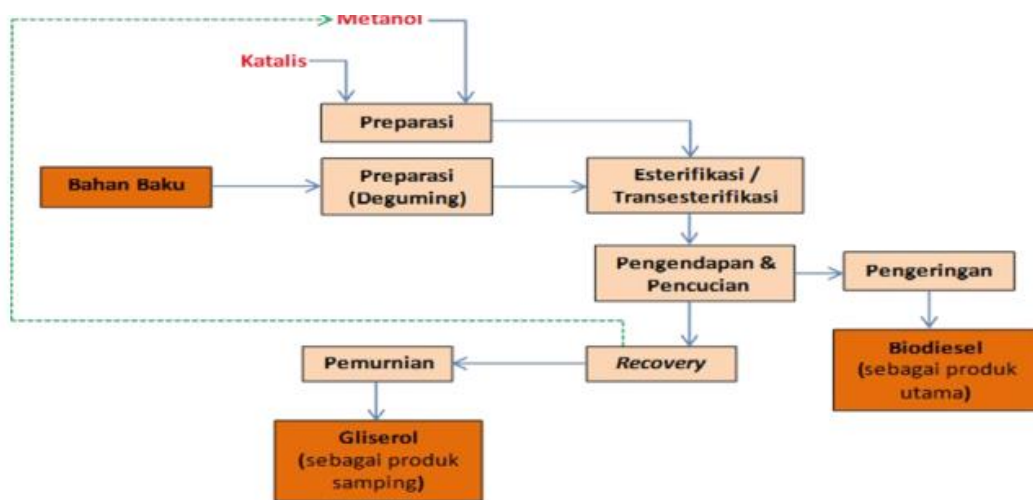 Metanol
Katalis
Preparasi
Bahan Baku
Preparasi
(Deguming)
Esterifikasi /
Transesterifikasi
Pengendapan &
Pencucian
Pengeringan
Pemurnian
Recovery
Biodiesel
(sebagai produk
utama)
Gliserol
(sebagai produk
samping)